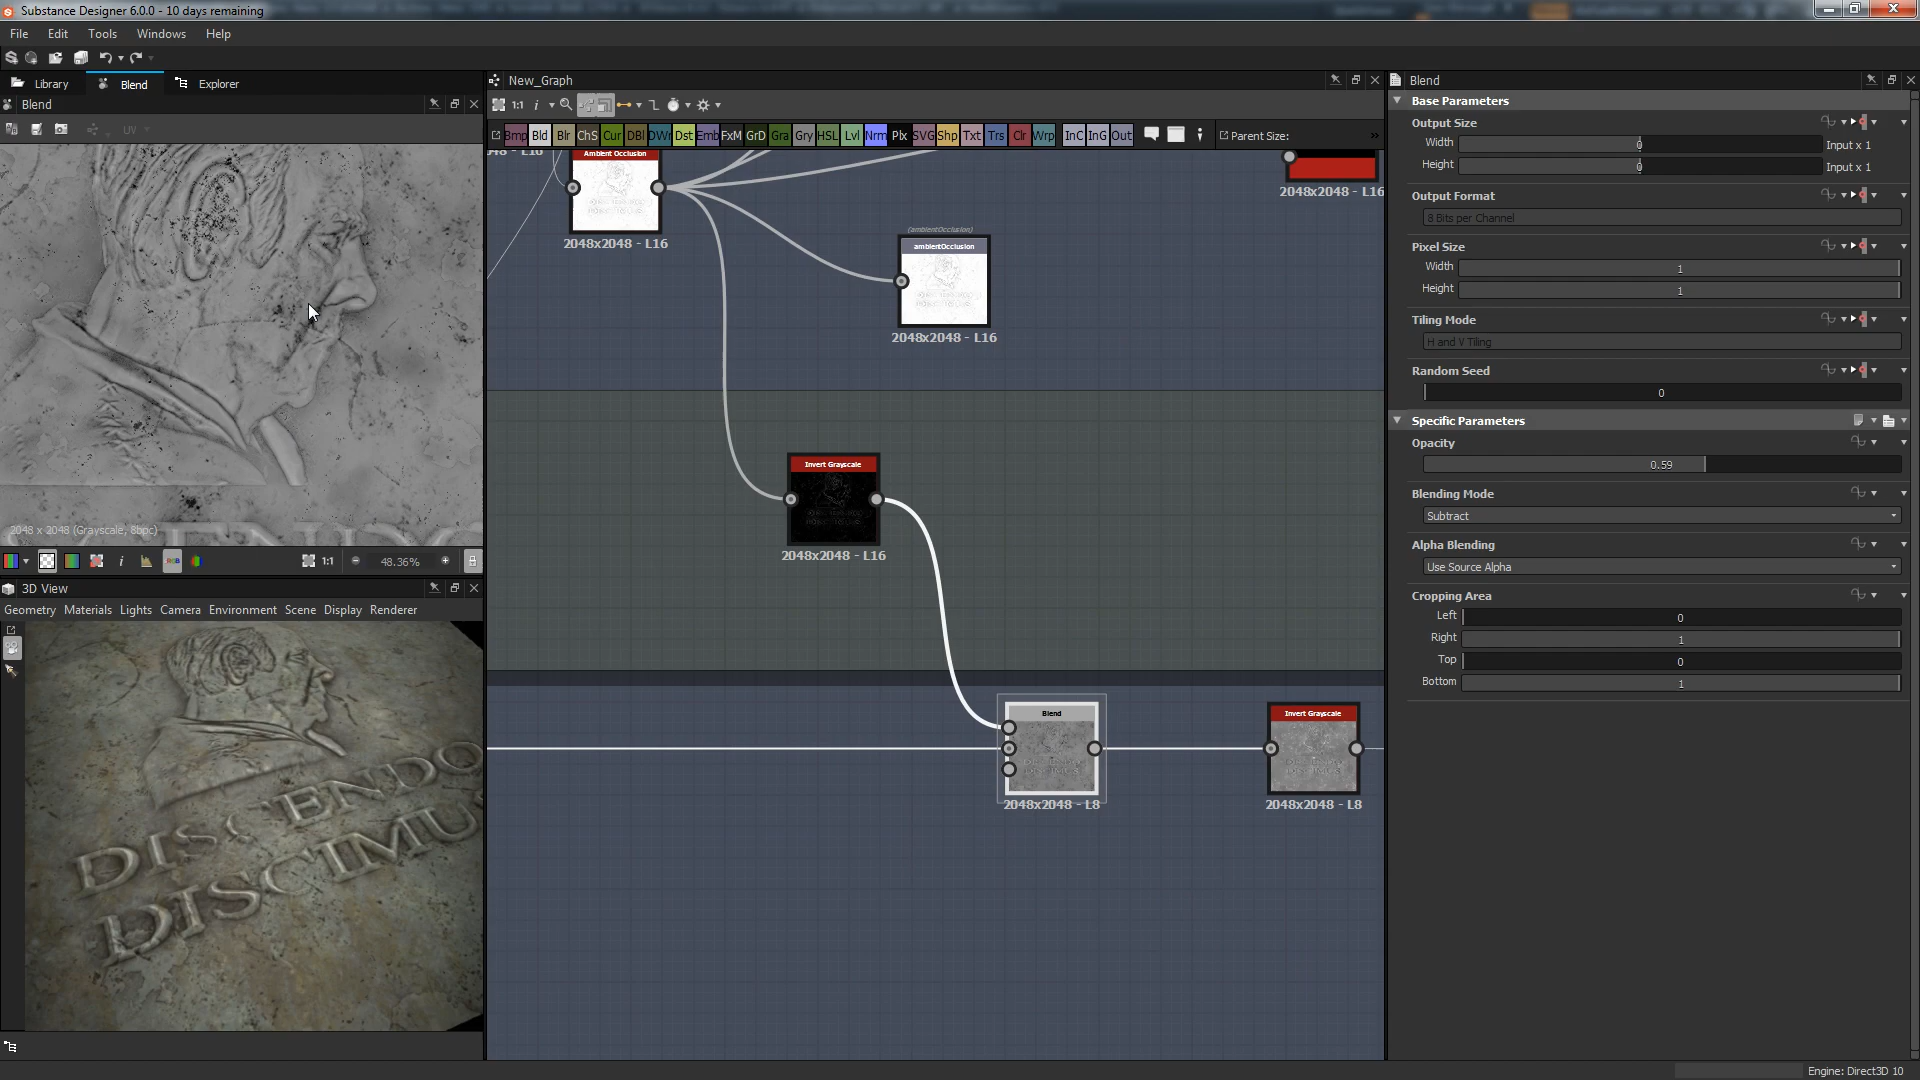 Substance Designer 6.0.0 - 10 days remaining
File Edit Tools Windows Help
Library Blend Explorer
Blend
UV
2048 x 2048 (Grayscale, 8bpc)
1:1 48.36%
3D View
Geometry Materials Lights Camera Environment Scene Display Renderer
DISCENDO
DISCIMUS
New_Graph
1:1
Bmp Bld Blr ChS Cur DBl DWr Dst Emb FxM GrD Gra Gry HSL Lvl Nrm Plx SVG Shp Txt Trs Clr Wrp InC InG Out Parent Size: »
Ambient Occlusion
2048x2048 - L16
2048x2048 - L16
(ambientOcclusion)
ambientOcclusion
2048x2048 - L16
Invert Grayscale
2048x2048 - L16
Blend
2048x2048 - L8
Invert Grayscale
2048x2048 - L8
Blend
Base Parameters
Output Size
Width 0 Input x 1
Height 0 Input x 1
Output Format
8 Bits per Channel
Pixel Size
Width 1
Height 1
Tiling Mode
H and V Tiling
Random Seed
0
Specific Parameters
Opacity
0.59
Blending Mode
Subtract
Alpha Blending
Use Source Alpha
Cropping Area
Left 0
Right 1
Top 0
Bottom 1
Engine: Direct3D 10